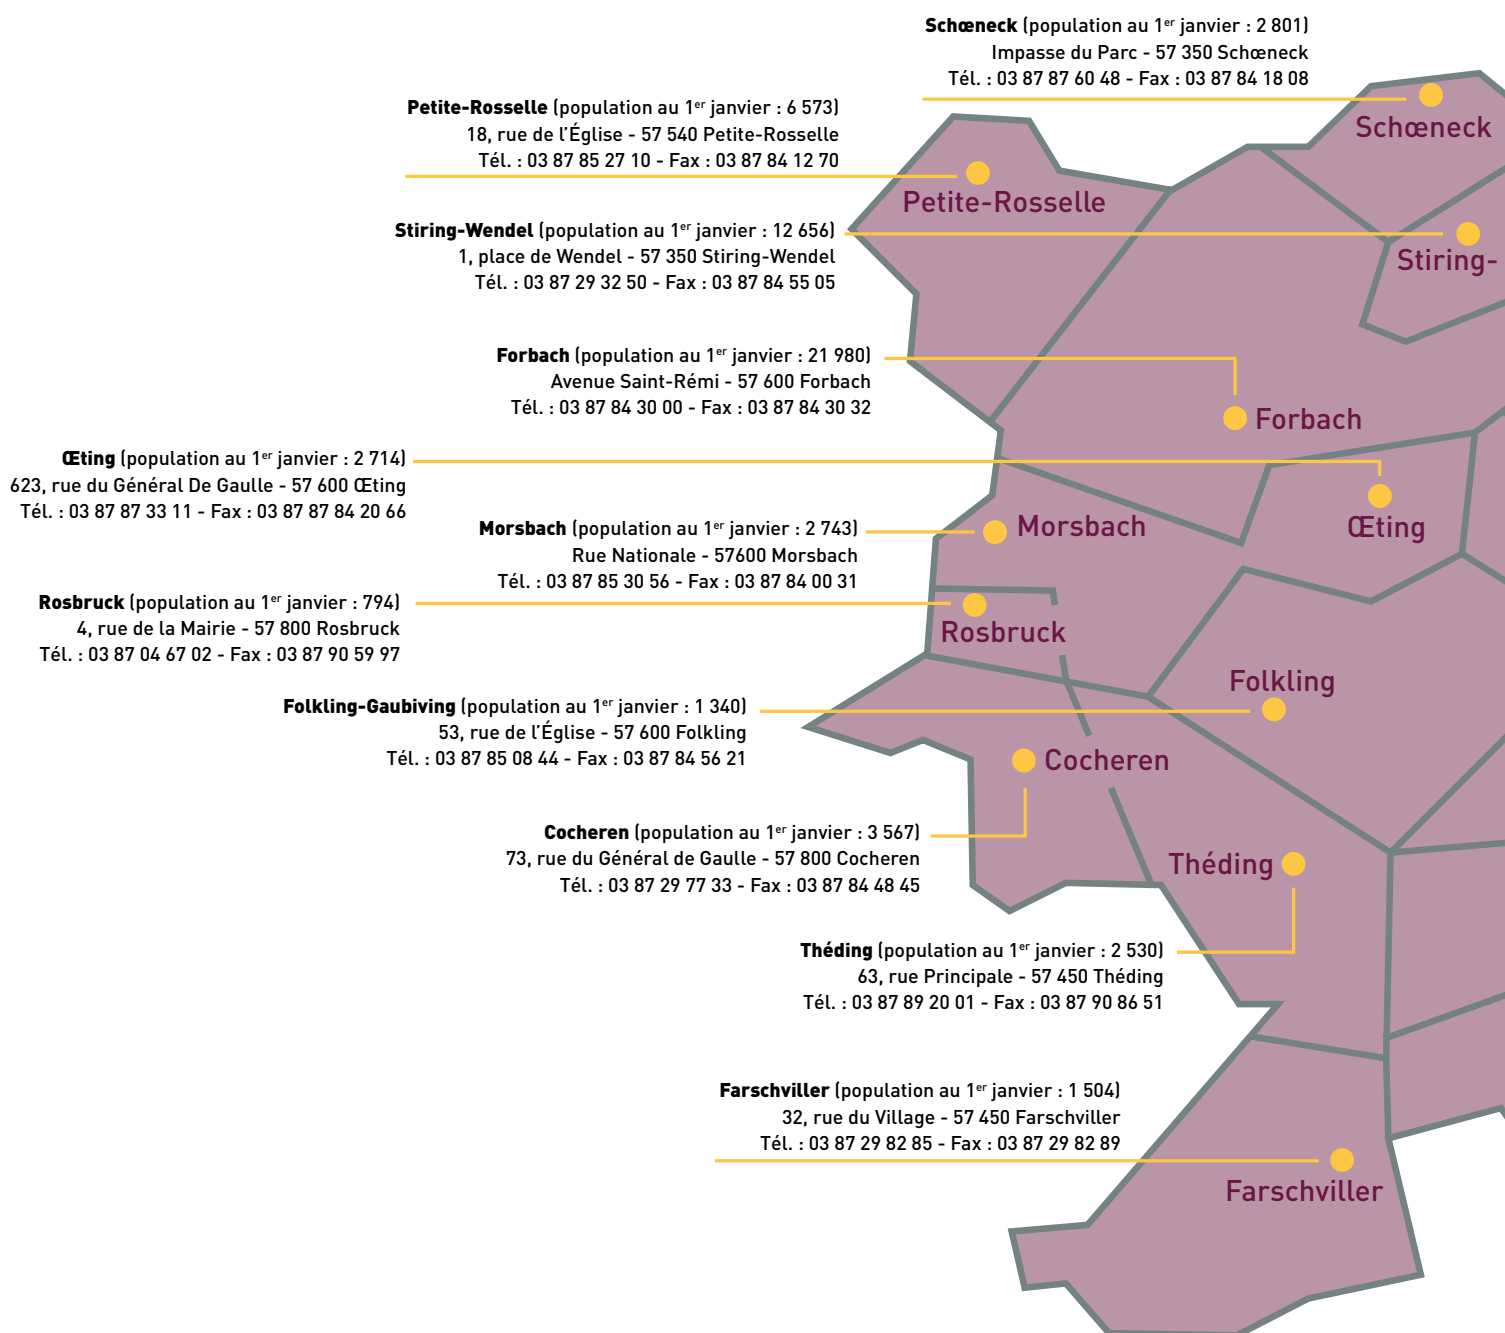 Schœneck (population au 1er janvier : 2 801)
Impasse du Parc - 57 350 Schœneck
Tél. : 03 87 87 60 48 - Fax : 03 87 84 18 08
Schœneck
Petite-Rosselle (population au 1er janvier : 6 573)
18, rue de l'Église - 57 540 Petite-Rosselle
Tél. : 03 87 85 27 10 - Fax : 03 87 84 12 70
Petite-Rosselle
Stiring-Wendel (population au 1er janvier : 12 656)
1, place de Wendel - 57 350 Stiring-Wendel
Tél. : 03 87 29 32 50 - Fax : 03 87 84 55 05
Stiring-
Forbach (population au 1er janvier : 21 980)
Avenue Saint-Rémi - 57 600 Forbach
Tél. : 03 87 84 30 00 - Fax : 03 87 84 30 32
Forbach
Œting (population au 1er janvier : 2 714)
623, rue du Général De Gaulle - 57 600 Œting
Tél. : 03 87 87 33 11 - Fax : 03 87 87 84 20 66
Œting
Morsbach (population au 1er janvier : 2 743)
Rue Nationale - 57600 Morsbach
Tél. : 03 87 85 30 56 - Fax : 03 87 84 00 31
Morsbach
Rosbruck (population au 1er janvier : 794)
4, rue de la Mairie - 57 800 Rosbruck
Tél. : 03 87 04 67 02 - Fax : 03 87 90 59 97
Rosbruck
Folkling-Gaubiving (population au 1er janvier : 1 340)
53, rue de l'Église - 57 600 Folkling
Tél. : 03 87 85 08 44 - Fax : 03 87 84 56 21
Folkling
Cocheren
Cocheren (population au 1er janvier : 3 567)
73, rue du Général de Gaulle - 57 800 Cocheren
Tél. : 03 87 29 77 33 - Fax : 03 87 84 48 45
Théding
Théding (population au 1er janvier : 2 530)
63, rue Principale - 57 450 Théding
Tél. : 03 87 89 20 01 - Fax : 03 87 90 86 51
Farschviller (population au 1er janvier : 1 504)
32, rue du Village - 57 450 Farschviller
Tél. : 03 87 29 82 85 - Fax : 03 87 29 82 89
Farschviller